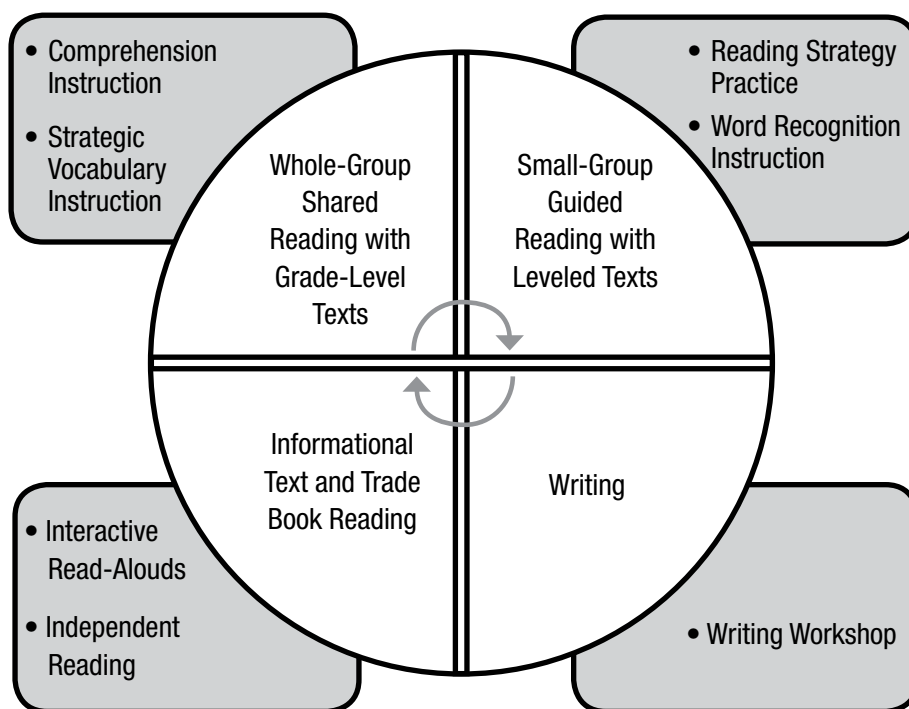 • Comprehension
Instruction
• Strategic
Vocabulary
Instruction
Whole-Group
Shared
Reading with
Grade-Level
Texts
Small-Group
Guided
Reading with
Leveled Texts
• Reading Strategy
Practice
• Word Recognition
Instruction
• Interactive
Read-Alouds
• Independent
Reading
Informational
Text and Trade
Book Reading
Writing
• Writing Workshop